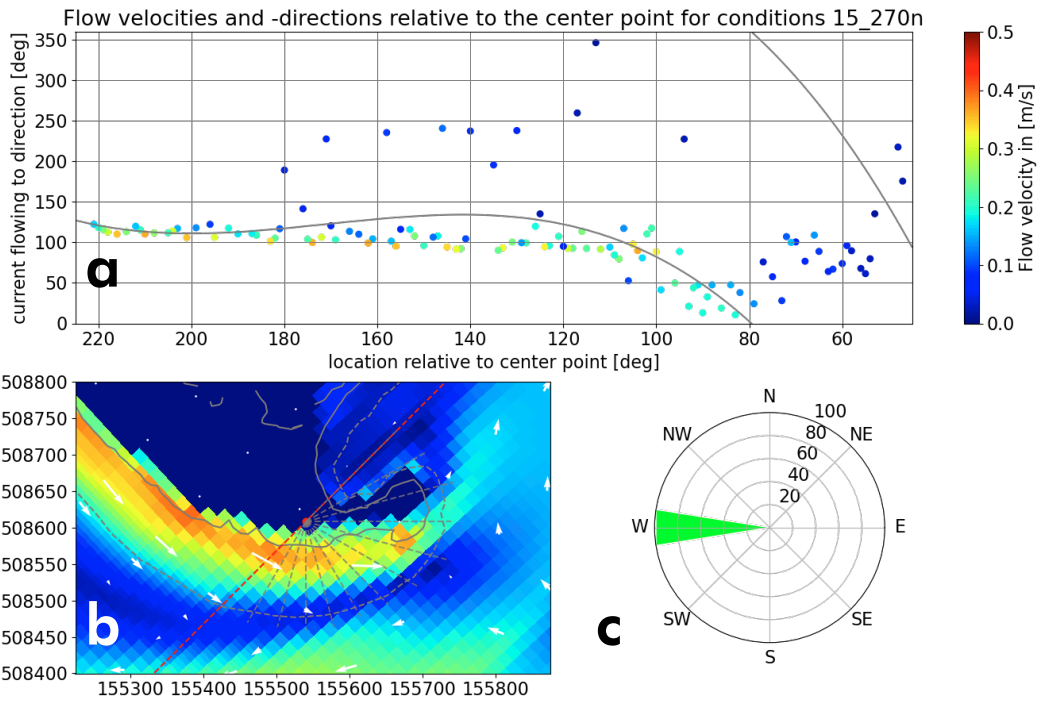 Flow velocities and -directions relative to the center point for conditions 15_270n
current flowing to direction [deg]
350
300
250
200
150
100
50
0
220 200 180 160 140 120 100 80 60
location relative to center point [deg]
a
0.5
0.4
0.3
0.2
0.1
0.0
Flow velocity in [m/s]
508800
508750
508700
508650
508600
508550
508500
508450
508400
155300 155400 155500 155600 155700 155800
b
N
NE
E
SE
S
SW
W
NW
100
80
60
40
20
c